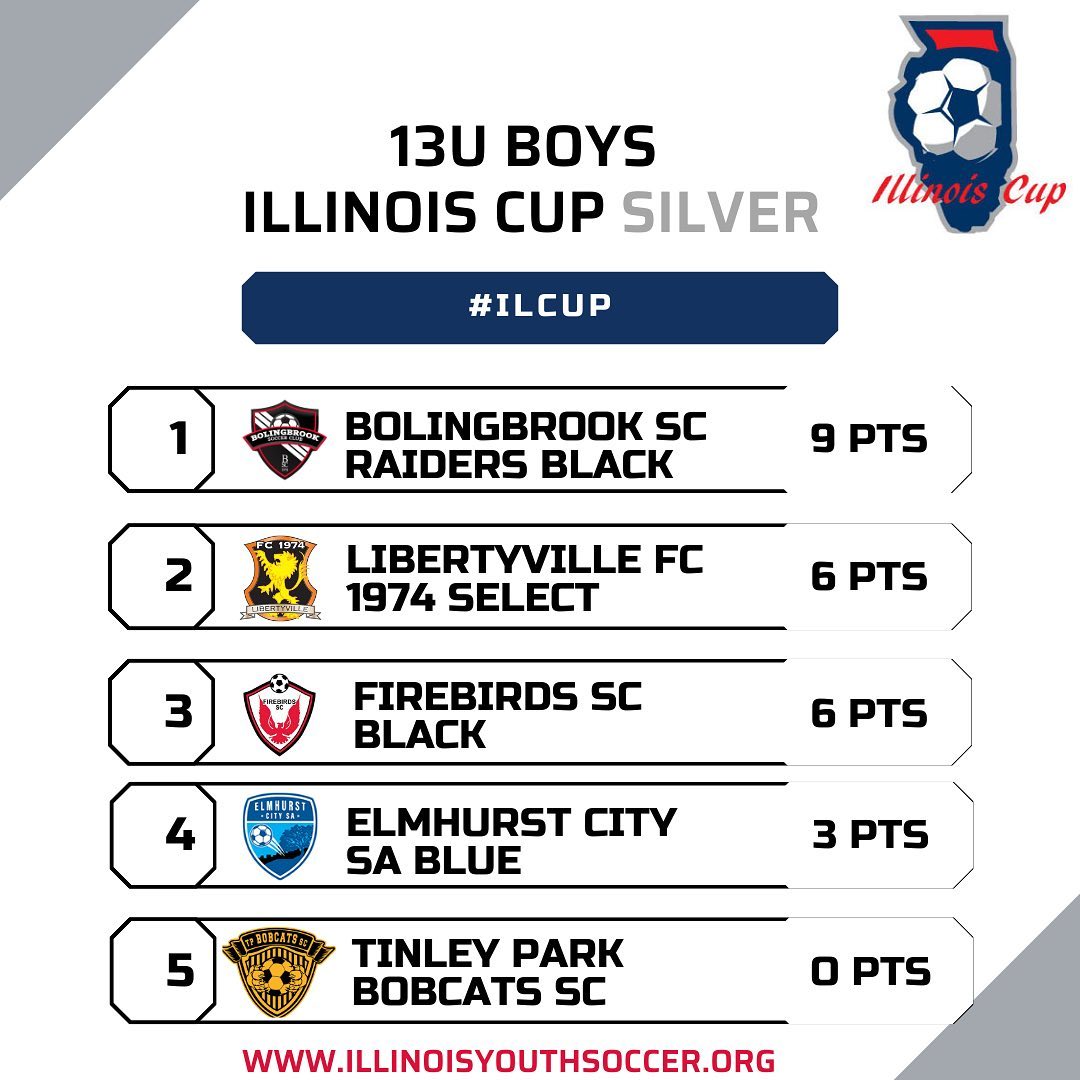 Illinois Cup
13U BOYS
ILLINOIS CUP SILVER
#ILCUP
1
BOLINGBROOK
SOCCER CLUB
BOLINGBROOK SC
RAIDERS BLACK
9 PTS
2
FC 1974
LIBERTYVILLE
LIBERTYVILLE FC
1974 SELECT
6 PTS
3
FIREBIRDS
SC
FIREBIRDS SC
BLACK
6 PTS
4
ELMHURST
• CITY SA •
ELMHURST CITY
SA BLUE
3 PTS
5
TP BOBCATS SC
TINLEY PARK
BOBCATS SC
0 PTS
WWW.ILLINOISYOUTHSOCCER.ORG